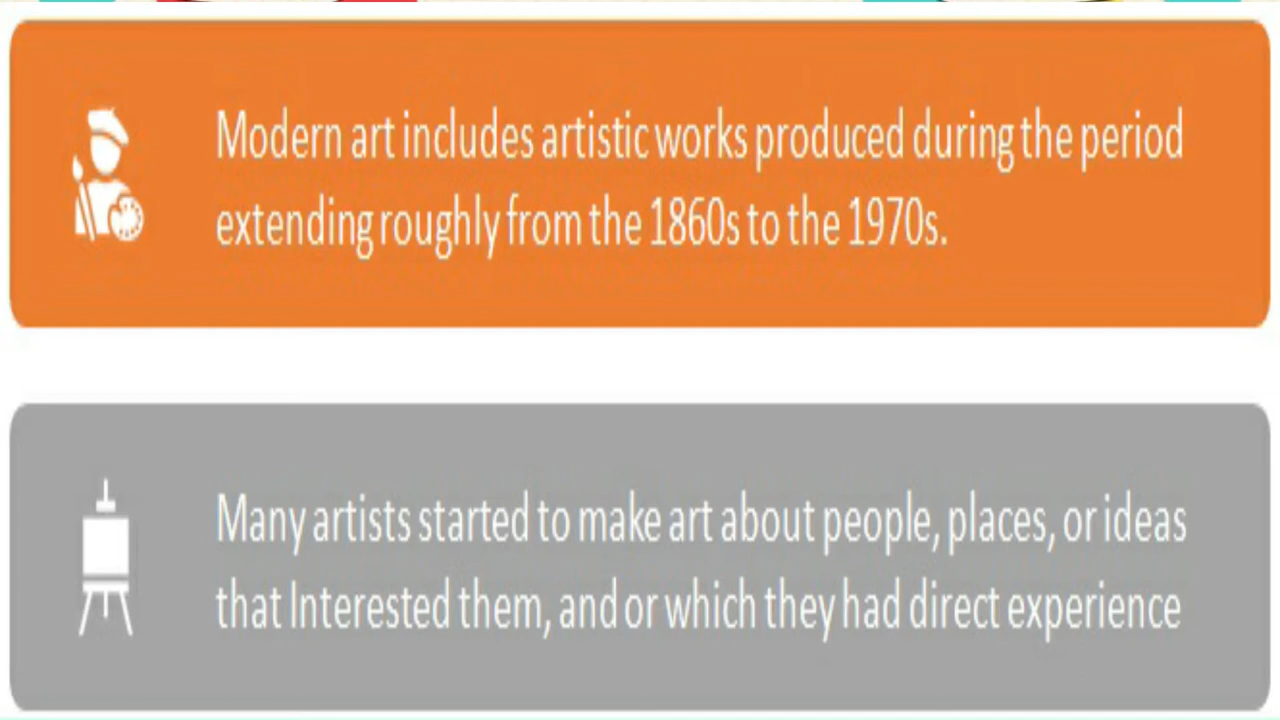 Modern art includes artistic works produced during the period
extending roughly from the 1860s to the 1970s.
Many artists started to make art about people, places, or ideas
that Interested them, and or which they had direct experience